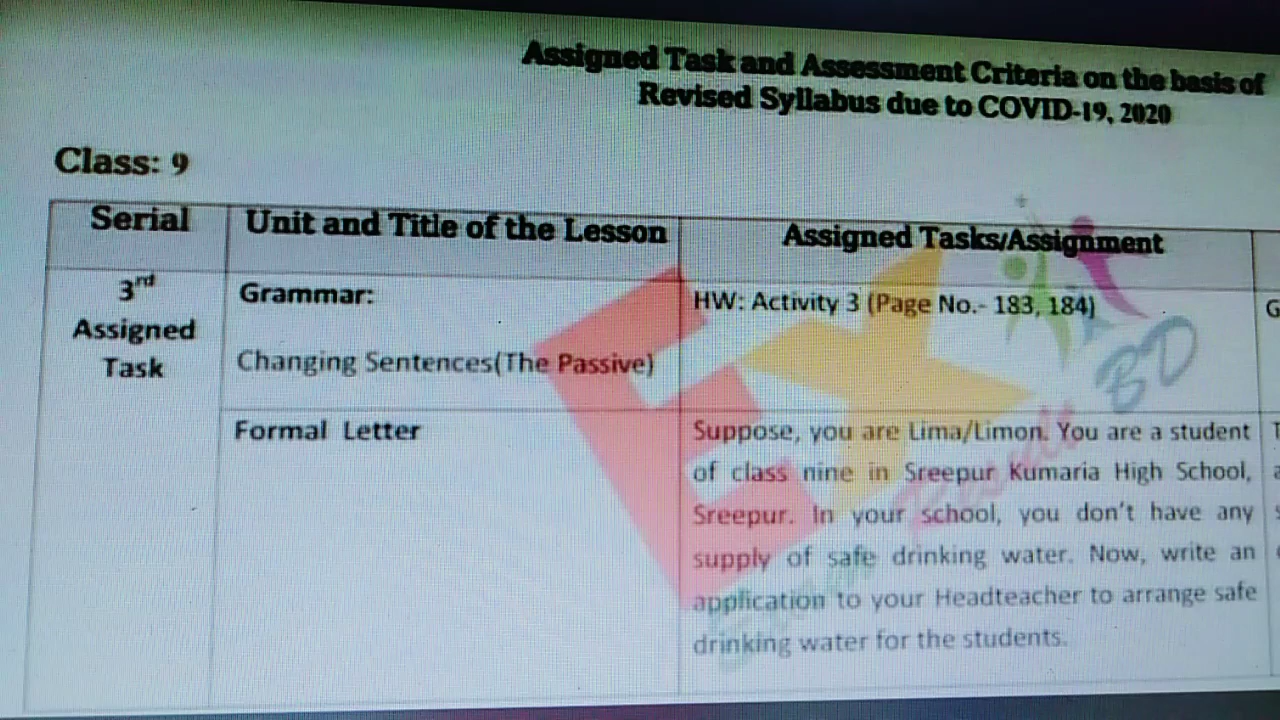 Assigned Task and Assessment Criteria on the basis of
Revised Syllabus due to COVID-19, 2020
Class: 9
Serial
Unit and Title of the Lesson
Assigned Tasks/Assignment
3rd
Assigned
Task
Grammar:
Changing Sentences(The Passive)
HW: Activity 3 (Page No.- 183, 184)
G
Formal Letter
Suppose, you are Lima/Limon. You are a student
of class nine in Sreepur Kumaria High School,
Sreepur. In your school, you don't have any
supply of safe drinking water. Now, write an
application to your Headteacher to arrange safe
drinking water for the students.
BD